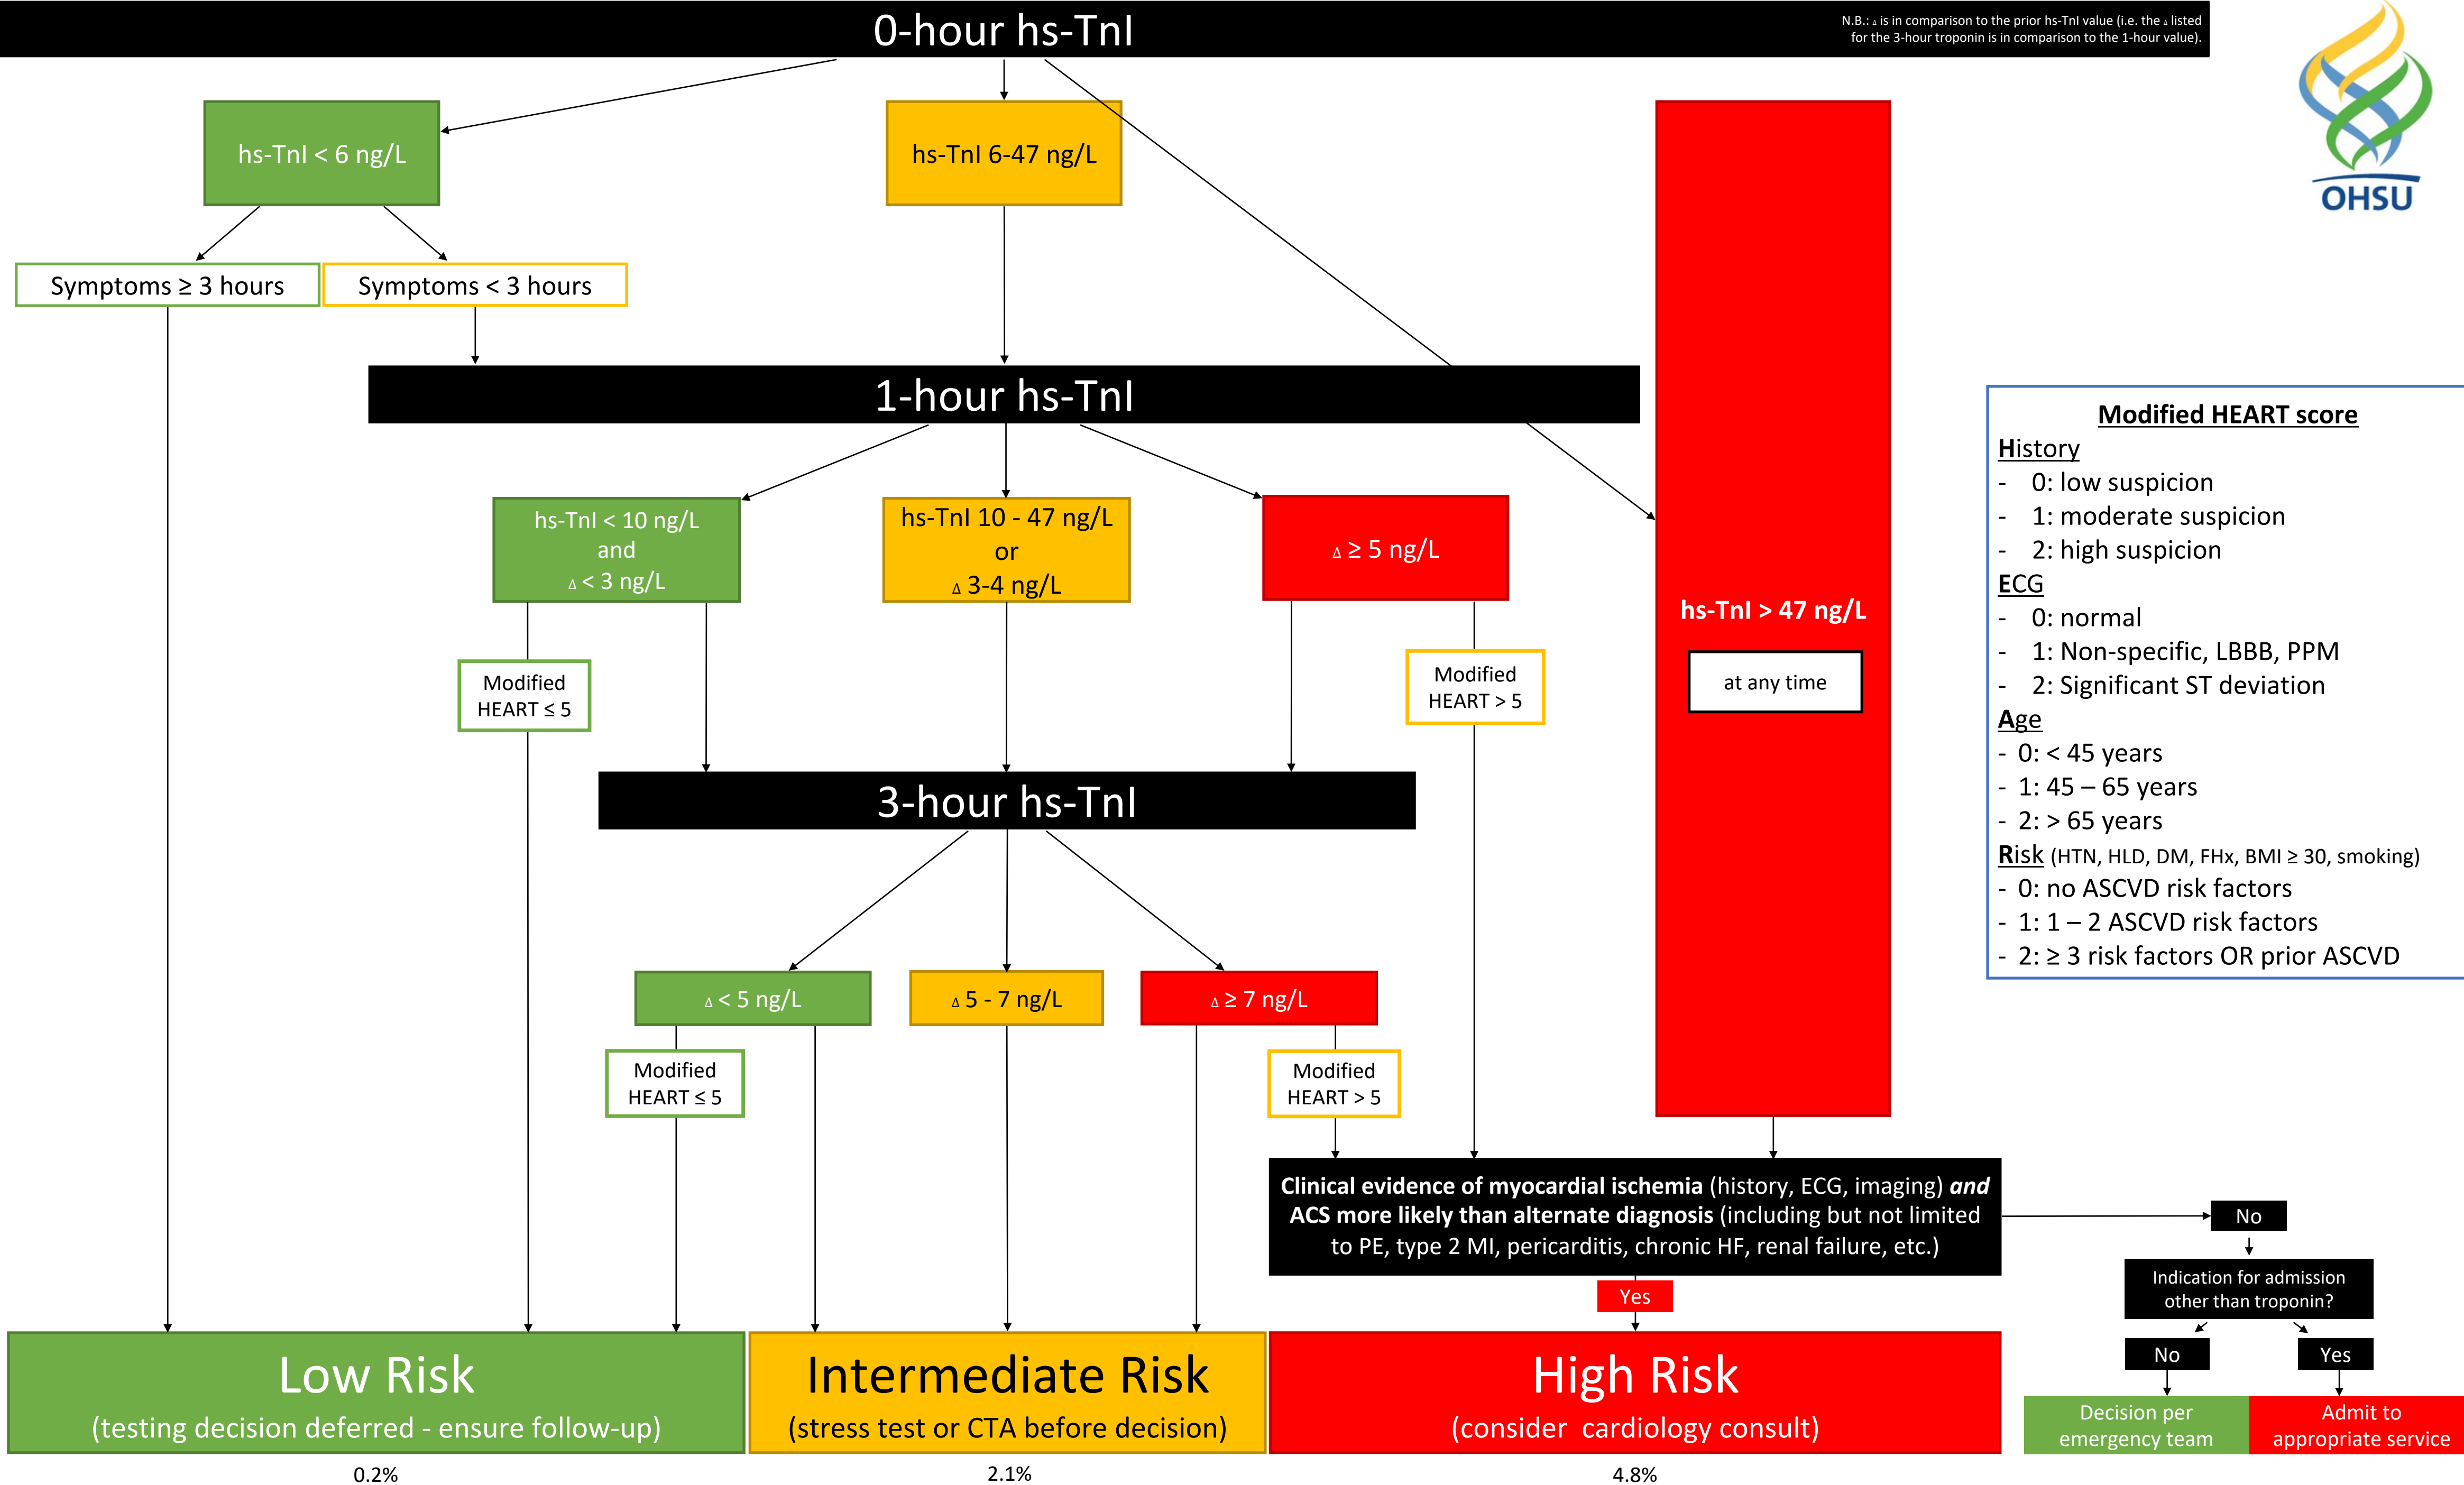 0-hour hs-TnI
N.B.: Δ is in comparison to the prior hs-TnI value (i.e. the Δ listed
for the 3-hour troponin is in comparison to the 1-hour value).
OHSU
hs-TnI < 6 ng/L
hs-TnI 6-47 ng/L
Symptoms ≥ 3 hours
Symptoms < 3 hours
1-hour hs-TnI
hs-TnI < 10 ng/L
and
Δ < 3 ng/L
hs-TnI 10 - 47 ng/L
or
Δ 3-4 ng/L
Δ ≥ 5 ng/L
hs-TnI > 47 ng/L
at any time
Modified
HEART ≤ 5
Modified
HEART > 5
3-hour hs-TnI
Δ < 5 ng/L
Δ 5 - 7 ng/L
Δ ≥ 7 ng/L
Modified
HEART ≤ 5
Modified
HEART > 5
Modified HEART score
History
- 0: low suspicion
- 1: moderate suspicion
- 2: high suspicion
ECG
- 0: normal
- 1: Non-specific, LBBB, PPM
- 2: Significant ST deviation
Age
- 0: < 45 years
- 1: 45 – 65 years
- 2: > 65 years
Risk (HTN, HLD, DM, FHx, BMI ≥ 30, smoking)
- 0: no ASCVD risk factors
- 1: 1 – 2 ASCVD risk factors
- 2: ≥ 3 risk factors OR prior ASCVD
Clinical evidence of myocardial ischemia (history, ECG, imaging) and
ACS more likely than alternate diagnosis (including but not limited
to PE, type 2 MI, pericarditis, chronic HF, renal failure, etc.)
Yes
No
Indication for admission
other than troponin?
No
Yes
Decision per
emergency team
Admit to
appropriate service
Low Risk
(testing decision deferred - ensure follow-up)
0.2%
Intermediate Risk
(stress test or CTA before decision)
2.1%
High Risk
(consider cardiology consult)
4.8%